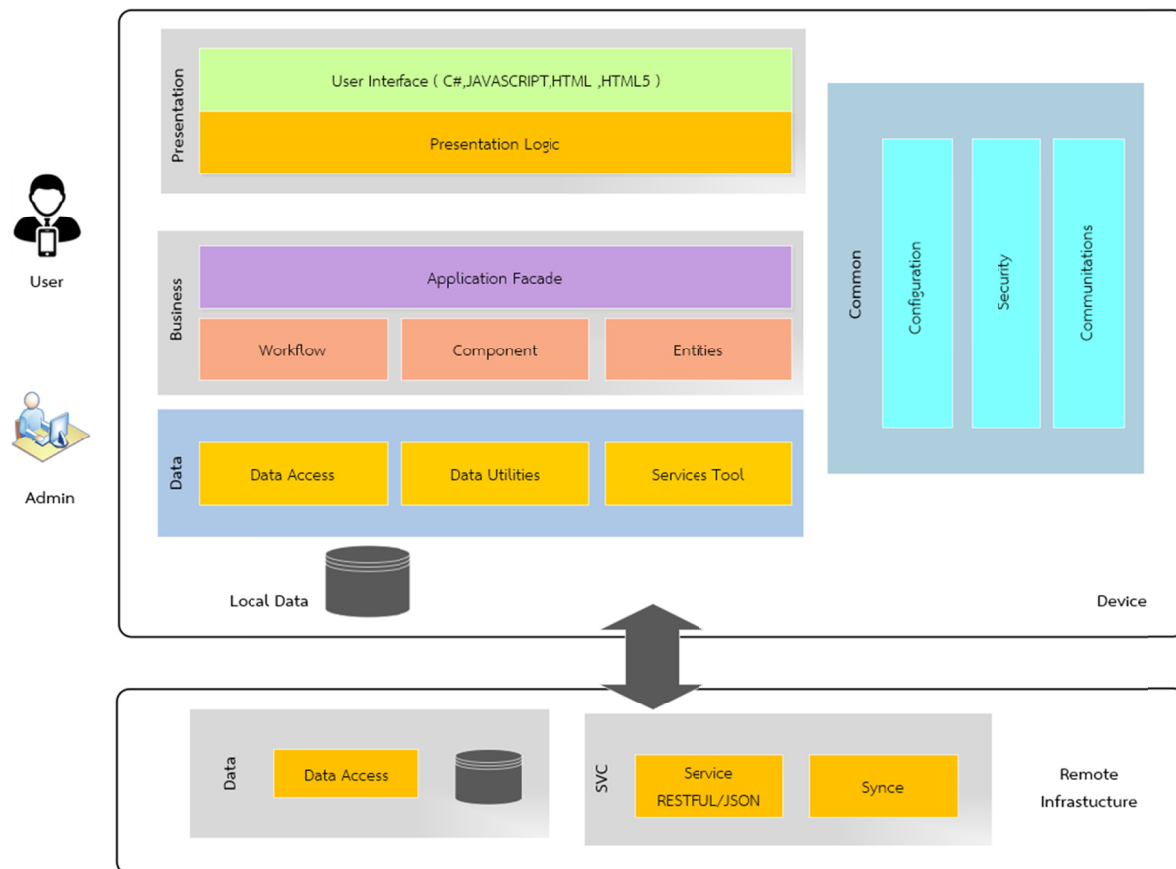 User Interface ( C#,JAVASCRIPT,HTML ,HTML5 )
Presentation Logic
Presentation
User
Application Facade
Business
Workflow
Component
Entities
Admin
Data
Data Access
Data Utilities
Services Tool
Common
Configuration
Security
Communitations
Local Data
Device
Data
Data Access
SVC
Service
RESTFUL/JSON
Synce
Remote
Infrastucture